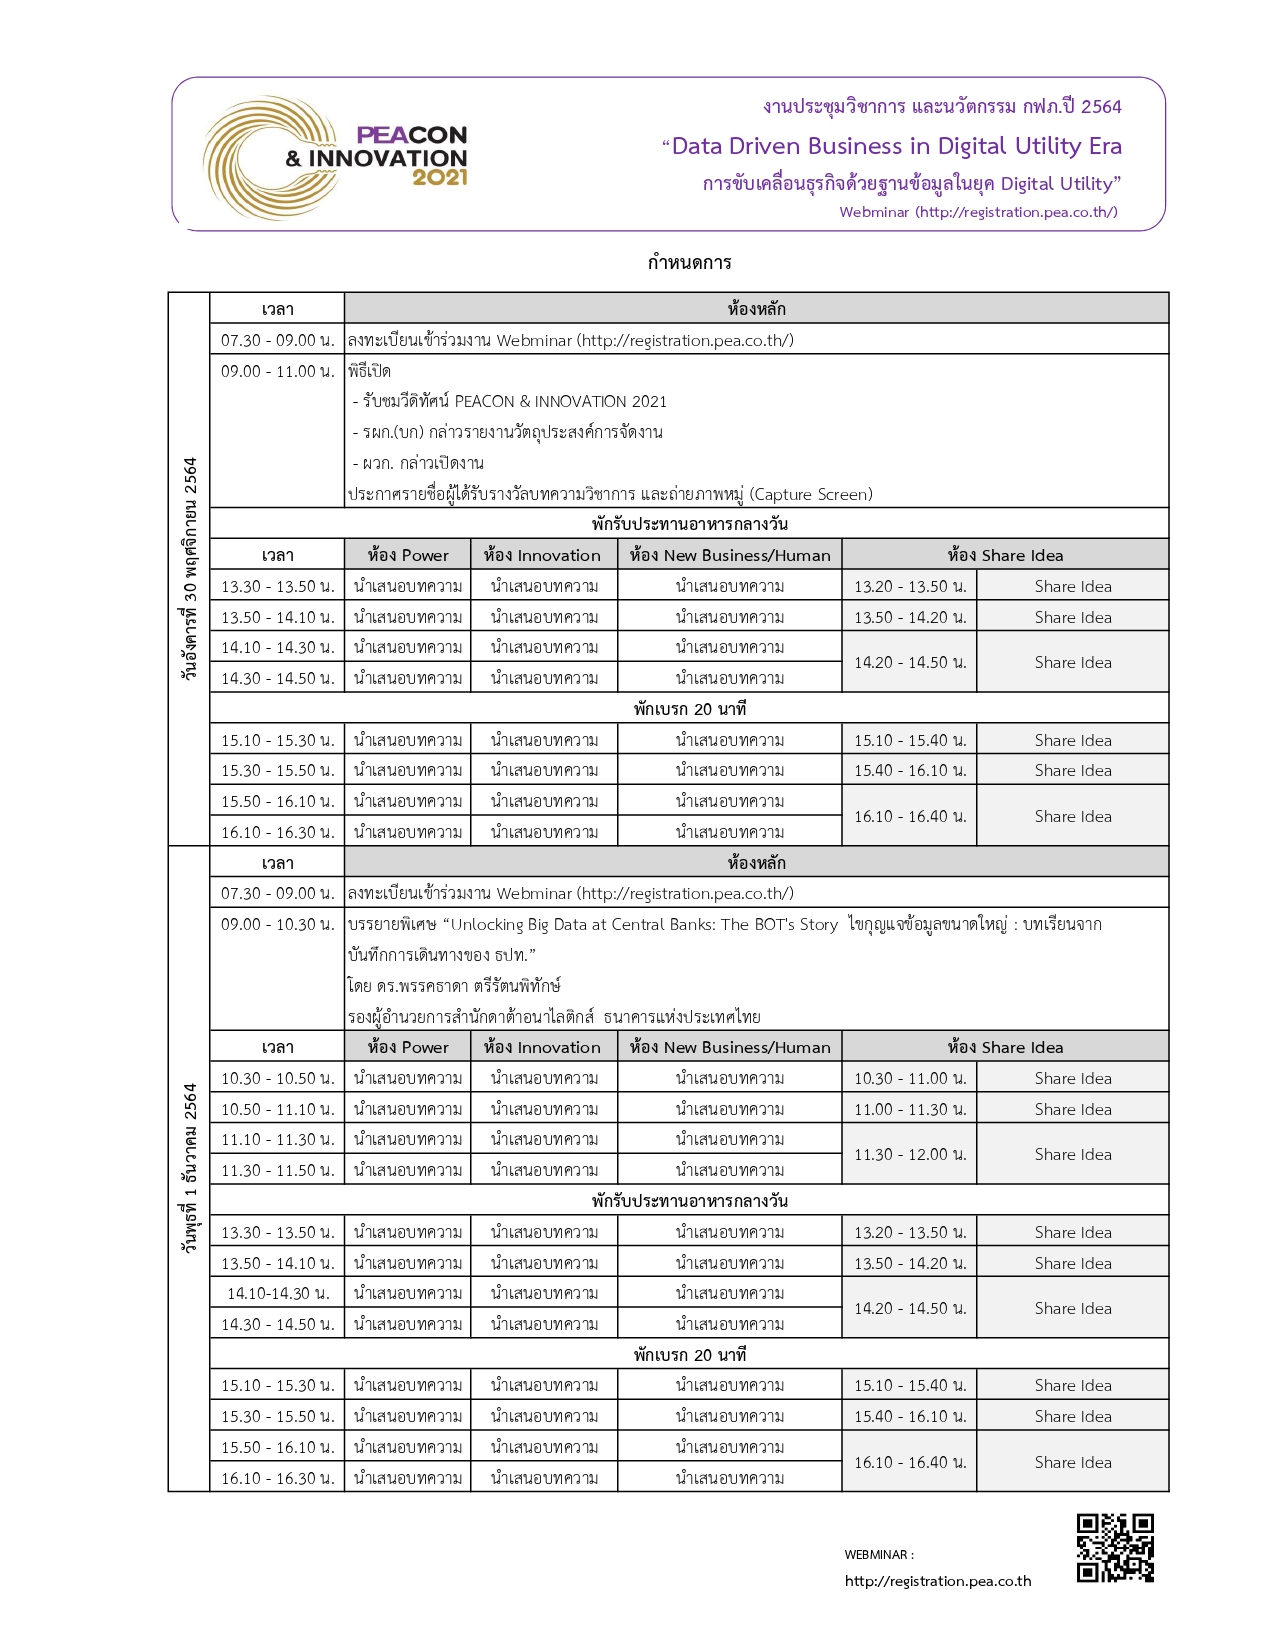 PEACON
& INNOVATION
2021
งานประชุมวิชาการ และนวัตกรรม กฟภ.ปี 2564
“Data Driven Business in Digital Utility Era
การขับเคลื่อนธุรกิจด้วยฐานข้อมูลในยุค Digital Utility”
Webminar (http://registration.pea.co.th/)
กำหนดการ
วันอังคารที่ 30 พฤศจิกายน 2564
เวลา ห้องหลัก
07.30 - 09.00 น. ลงทะเบียนเข้าร่วมงาน Webminar (http://registration.pea.co.th/)
09.00 - 11.00 น. พิธีเปิด
- รับชมวีดิทัศน์ PEACON & INNOVATION 2021
- รผก.(บก) กล่าวรายงานวัตถุประสงค์การจัดงาน
- ผวก. กล่าวเปิดงาน
ประกาศรายชื่อผู้ได้รับรางวัลบทความวิชาการ และถ่ายภาพหมู่ (Capture Screen)
พักรับประทานอาหารกลางวัน
เวลา ห้อง Power ห้อง Innovation ห้อง New Business/Human ห้อง Share Idea
13.30 - 13.50 น. นำเสนอบทความ นำเสนอบทความ นำเสนอบทความ 13.20 - 13.50 น. Share Idea
13.50 - 14.10 น. นำเสนอบทความ นำเสนอบทความ นำเสนอบทความ 13.50 - 14.20 น. Share Idea
14.10 - 14.30 น. นำเสนอบทความ นำเสนอบทความ นำเสนอบทความ 14.20 - 14.50 น. Share Idea
14.30 - 14.50 น. นำเสนอบทความ นำเสนอบทความ นำเสนอบทความ
พักเบรก 20 นาที
15.10 - 15.30 น. นำเสนอบทความ นำเสนอบทความ นำเสนอบทความ 15.10 - 15.40 น. Share Idea
15.30 - 15.50 น. นำเสนอบทความ นำเสนอบทความ นำเสนอบทความ 15.40 - 16.10 น. Share Idea
15.50 - 16.10 น. นำเสนอบทความ นำเสนอบทความ นำเสนอบทความ 16.10 - 16.40 น. Share Idea
16.10 - 16.30 น. นำเสนอบทความ นำเสนอบทความ นำเสนอบทความ
วันพุธที่ 1 ธันวาคม 2564
เวลา ห้องหลัก
07.30 - 09.00 น. ลงทะเบียนเข้าร่วมงาน Webminar (http://registration.pea.co.th/)
09.00 - 10.30 น. บรรยายพิเศษ “Unlocking Big Data at Central Banks: The BOT's Story ไขกุญแจข้อมูลขนาดใหญ่ : บทเรียนจาก
บันทึกการเดินทางของ ธปท.”
โดย ดร.พรรคธาดา ตรีรัตนพิทักษ์
รองผู้อำนวยการสำนักดาต้าอนาไลติกส์ ธนาคารแห่งประเทศไทย
เวลา ห้อง Power ห้อง Innovation ห้อง New Business/Human ห้อง Share Idea
10.30 - 10.50 น. นำเสนอบทความ นำเสนอบทความ นำเสนอบทความ 10.30 - 11.00 น. Share Idea
10.50 - 11.10 น. นำเสนอบทความ นำเสนอบทความ นำเสนอบทความ 11.00 - 11.30 น. Share Idea
11.10 - 11.30 น. นำเสนอบทความ นำเสนอบทความ นำเสนอบทความ 11.30 - 12.00 น. Share Idea
11.30 - 11.50 น. นำเสนอบทความ นำเสนอบทความ นำเสนอบทความ
พักรับประทานอาหารกลางวัน
13.30 - 13.50 น. นำเสนอบทความ นำเสนอบทความ นำเสนอบทความ 13.20 - 13.50 น. Share Idea
13.50 - 14.10 น. นำเสนอบทความ นำเสนอบทความ นำเสนอบทความ 13.50 - 14.20 น. Share Idea
14.10-14.30 น. นำเสนอบทความ นำเสนอบทความ นำเสนอบทความ 14.20 - 14.50 น. Share Idea
14.30 - 14.50 น. นำเสนอบทความ นำเสนอบทความ นำเสนอบทความ
พักเบรก 20 นาที
15.10 - 15.30 น. นำเสนอบทความ นำเสนอบทความ นำเสนอบทความ 15.10 - 15.40 น. Share Idea
15.30 - 15.50 น. นำเสนอบทความ นำเสนอบทความ นำเสนอบทความ 15.40 - 16.10 น. Share Idea
15.50 - 16.10 น. นำเสนอบทความ นำเสนอบทความ นำเสนอบทความ 16.10 - 16.40 น. Share Idea
16.10 - 16.30 น. นำเสนอบทความ นำเสนอบทความ นำเสนอบทความ
WEBMINAR :
http://registration.pea.co.th